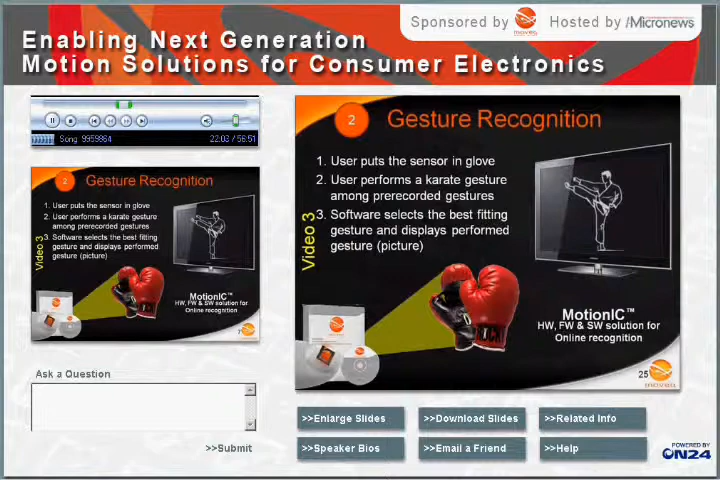 Sponsored by
Hosted by
Micronews
Enabling Next Generation
Motion Solutions for Consumer Electronics
Song 9959864
22:03 / 56:51
2
Gesture Recognition
1. User puts the sensor in glove
2. User performs a karate gesture
among prerecorded gestures
3. Software selects the best fitting
gesture and displays performed
gesture (picture)
Video 3
MotionIC™
HW, FW & SW solution for
Online recognition
2
Gesture Recognition
1. User puts the sensor in glove
2. User performs a karate gesture
among prerecorded gestures
3. Software selects the best fitting
gesture and displays performed
gesture (picture)
Video 3
MotionIC™
HW, FW & SW solution for
Online recognition
25
Ask a Question
>>Submit
>>Enlarge Slides
>>Download Slides
>>Related Info
>>Speaker Bios
>>Email a Friend
>>Help
POWERED BY
ON24